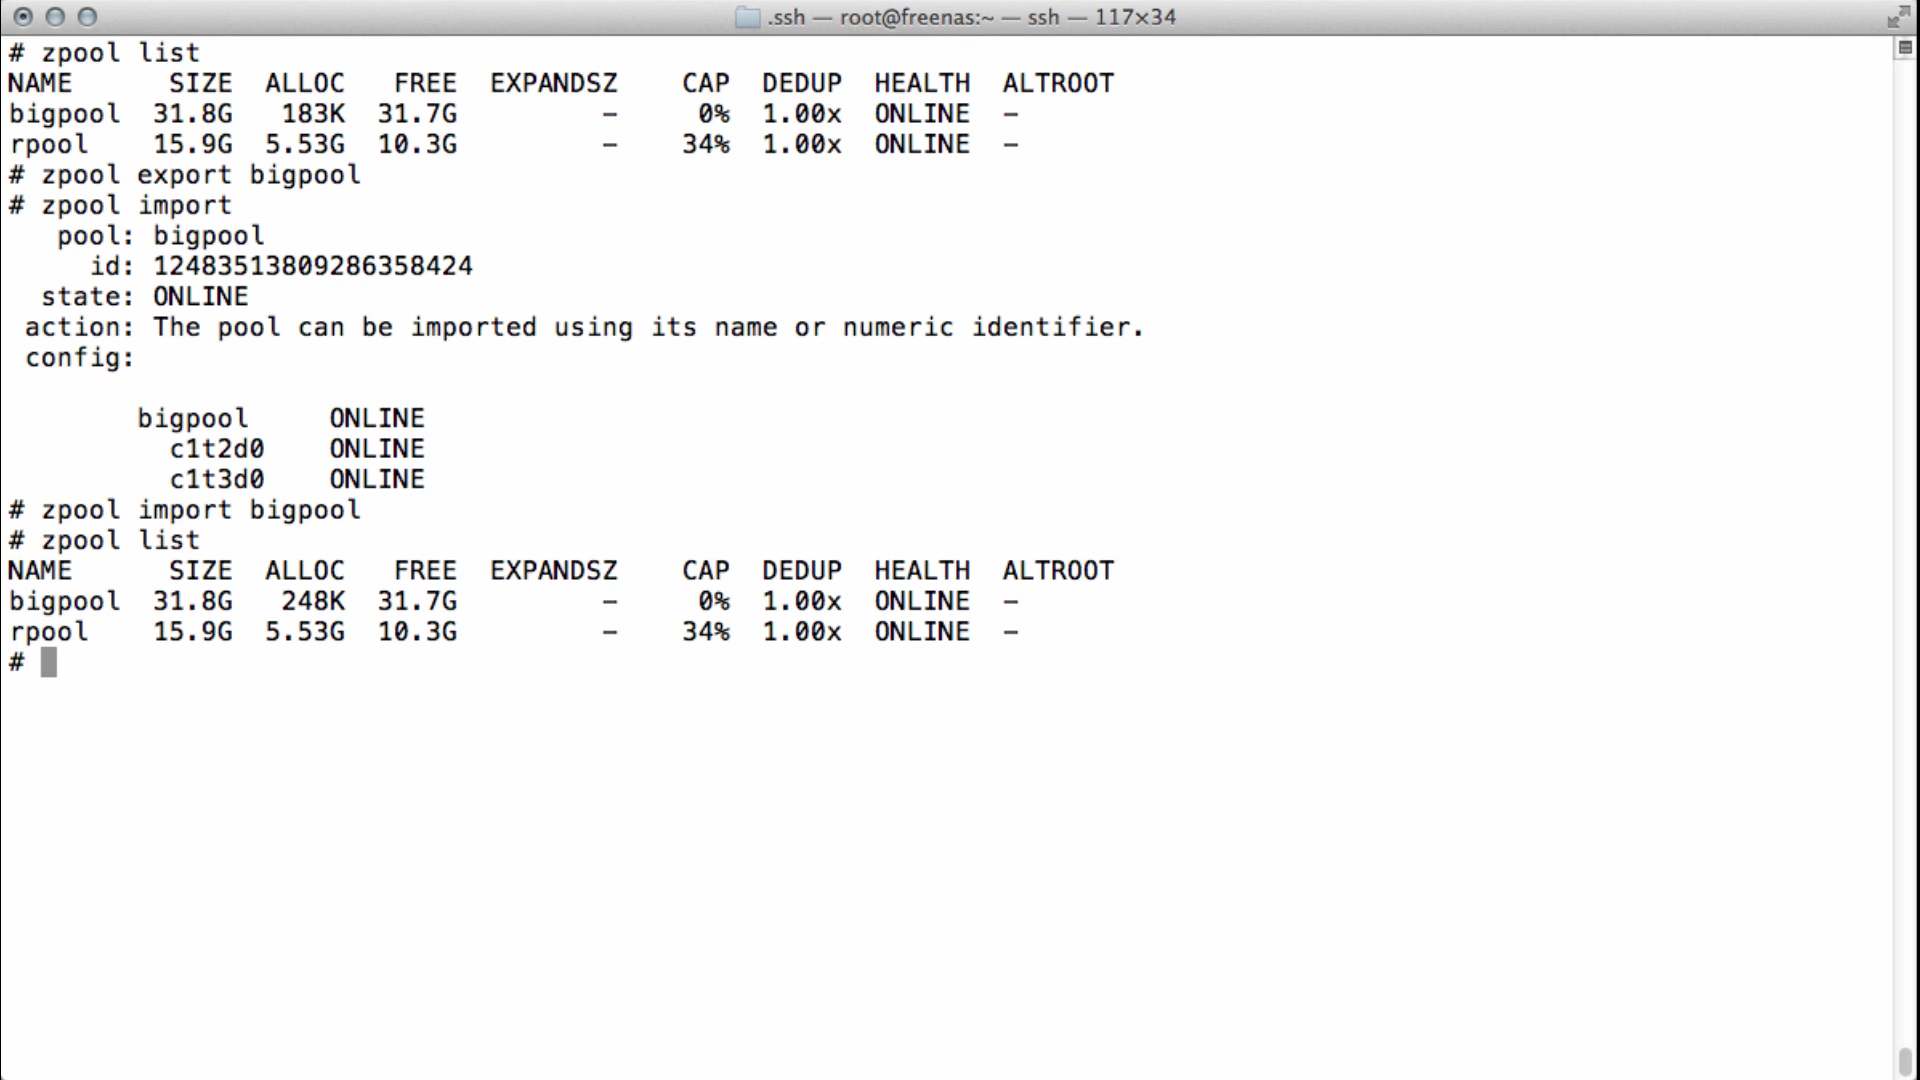 .ssh — root@freenas:~ — ssh — 117×34
# zpool list
NAME      SIZE  ALLOC   FREE  EXPANDSZ    CAP  DEDUP  HEALTH  ALTROOT
bigpool  31.8G   183K  31.7G         –     0%  1.00x  ONLINE  –
rpool    15.9G  5.53G  10.3G         –    34%  1.00x  ONLINE  –
# zpool export bigpool
# zpool import
   pool: bigpool
     id: 12483513809286358424
  state: ONLINE
 action: The pool can be imported using its name or numeric identifier.
 config:
        bigpool     ONLINE
          c1t2d0    ONLINE
          c1t3d0    ONLINE
# zpool import bigpool
# zpool list
NAME      SIZE  ALLOC   FREE  EXPANDSZ    CAP  DEDUP  HEALTH  ALTROOT
bigpool  31.8G   248K  31.7G         –     0%  1.00x  ONLINE  –
rpool    15.9G  5.53G  10.3G         –    34%  1.00x  ONLINE  –
#